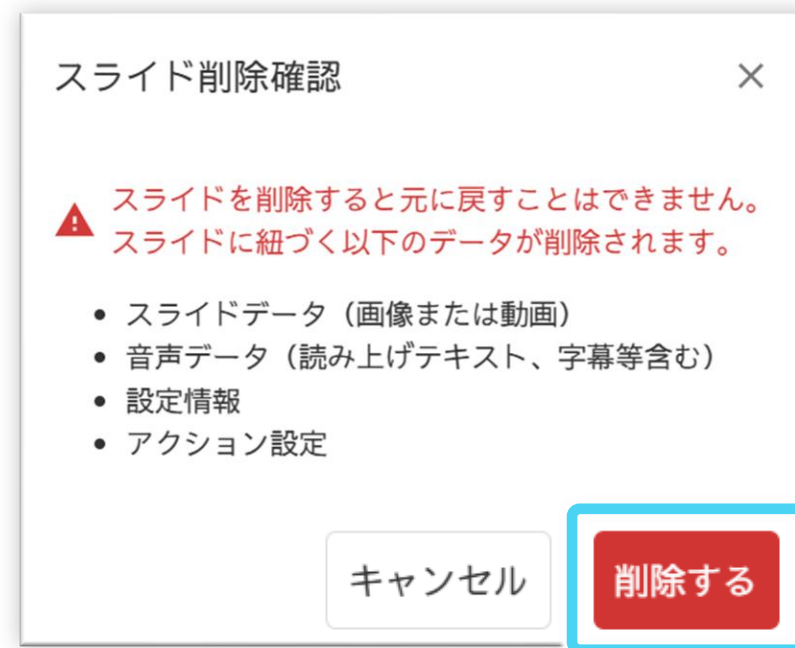 スライド削除確認
スライドを削除すると元に戻すことはできません。
スライドに紐づく以下のデータが削除されます。
スライドデータ（画像または動画）
音声データ（読み上げテキスト、字幕等含む）
設定情報
アクション設定
キャンセル
削除する